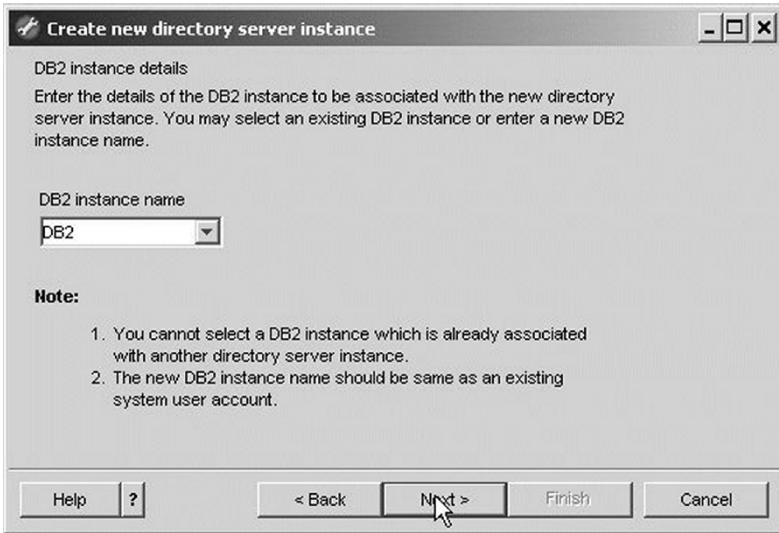 Create new directory server instance
DB2 instance details
Enter the details of the DB2 instance to be associated with the new directory
server instance. You may select an existing DB2 instance or enter a new DB2
instance name.
DB2 instance name
DB2
Note:
1. You cannot select a DB2 instance which is already associated
with another directory server instance.
2. The new DB2 instance name should be same as an existing
system user account.
Help ? < Back Next > Finish Cancel